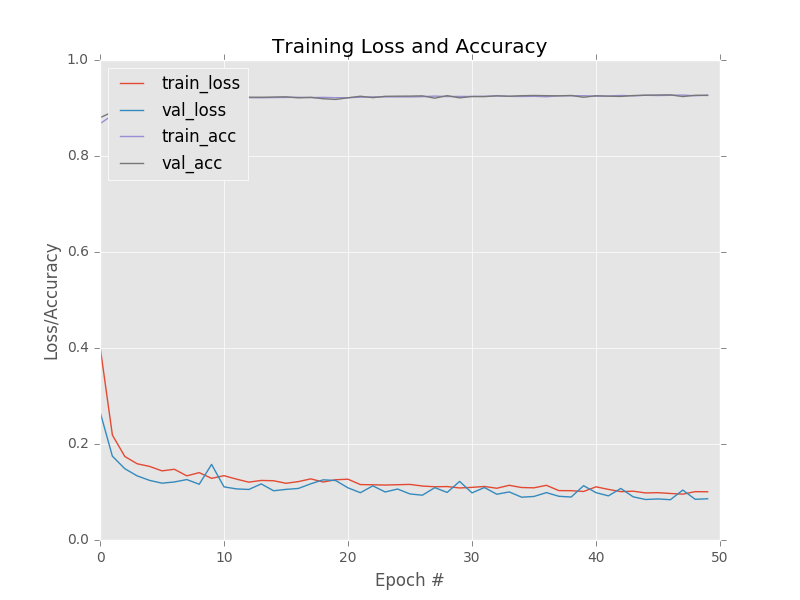 Training Loss and Accuracy
1.0
train_loss
val_loss
train_acc
val_acc
0.8
0.6
0.4
0.2
0.0
Loss/Accuracy
0 10 20 30 40 50
Epoch #